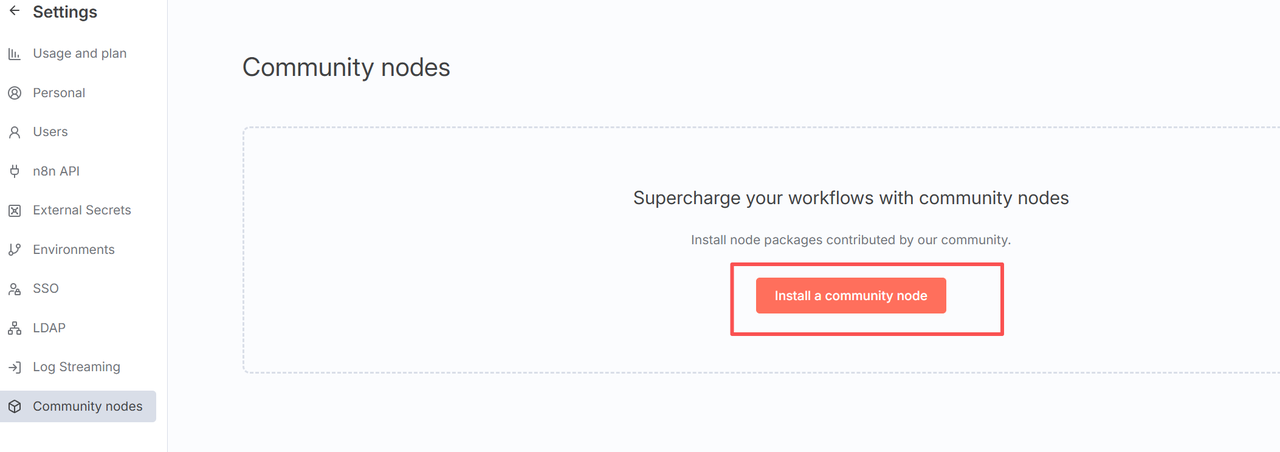 Settings
Usage and plan
Personal
Users
n8n API
External Secrets
Environments
SSO
LDAP
Log Streaming
Community nodes
Community nodes
Supercharge your workflows with community nodes
Install node packages contributed by our community.
Install a community node